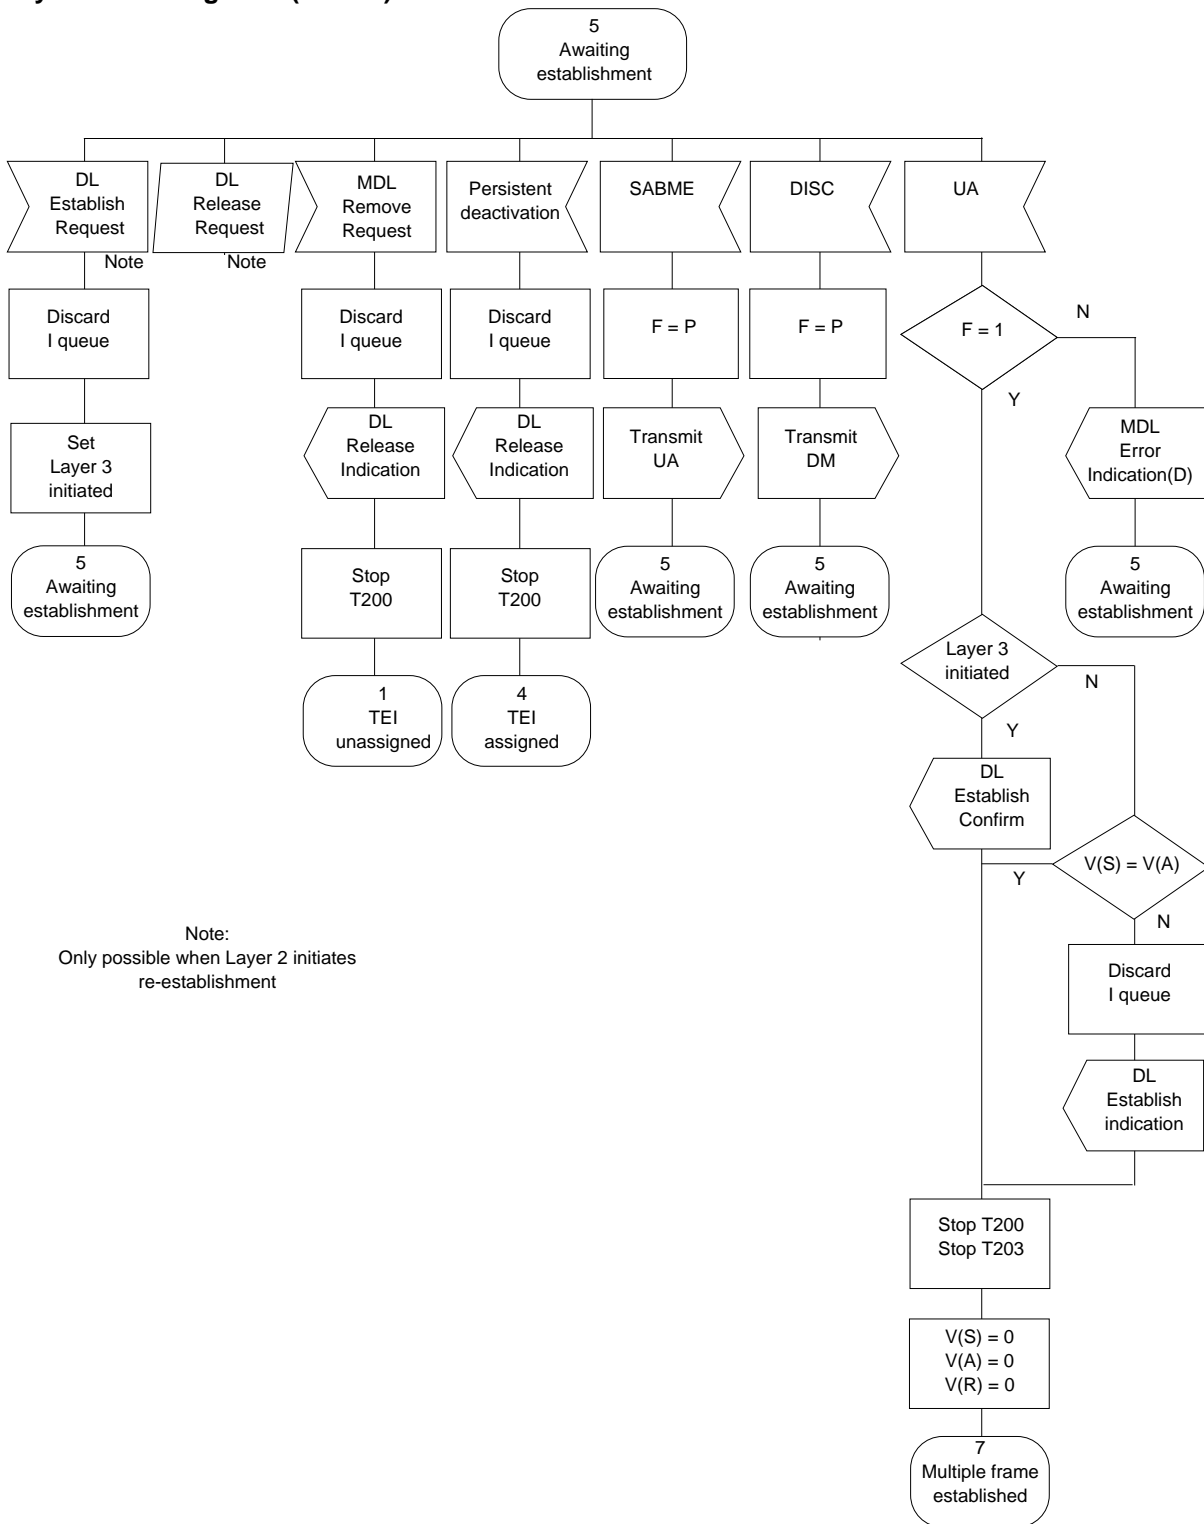 5
Awaiting
establishment
DL
Establish
Request
Note
DL
Release
Request
Note
MDL
Remove
Request
Persistent
deactivation
SABME
DISC
UA
Discard
I queue
Discard
I queue
Discard
I queue
F = P
F = P
F = 1
N
Y
Set
Layer 3
initiated
DL
Release
Indication
DL
Release
Indication
Transmit
UA
Transmit
DM
MDL
Error
Indication(D)
5
Awaiting
establishment
Stop
T200
Stop
T200
5
Awaiting
establishment
5
Awaiting
establishment
5
Awaiting
establishment
Layer 3
initiated
N
Y
1
TEI
unassigned
4
TEI
assigned
DL
Establish
Confirm
V(S) = V(A)
Y
N
Note:
Only possible when Layer 2 initiates
re-establishment
Discard
I queue
DL
Establish
indication
Stop T200
Stop T203
V(S) = 0
V(A) = 0
V(R) = 0
7
Multiple frame
established